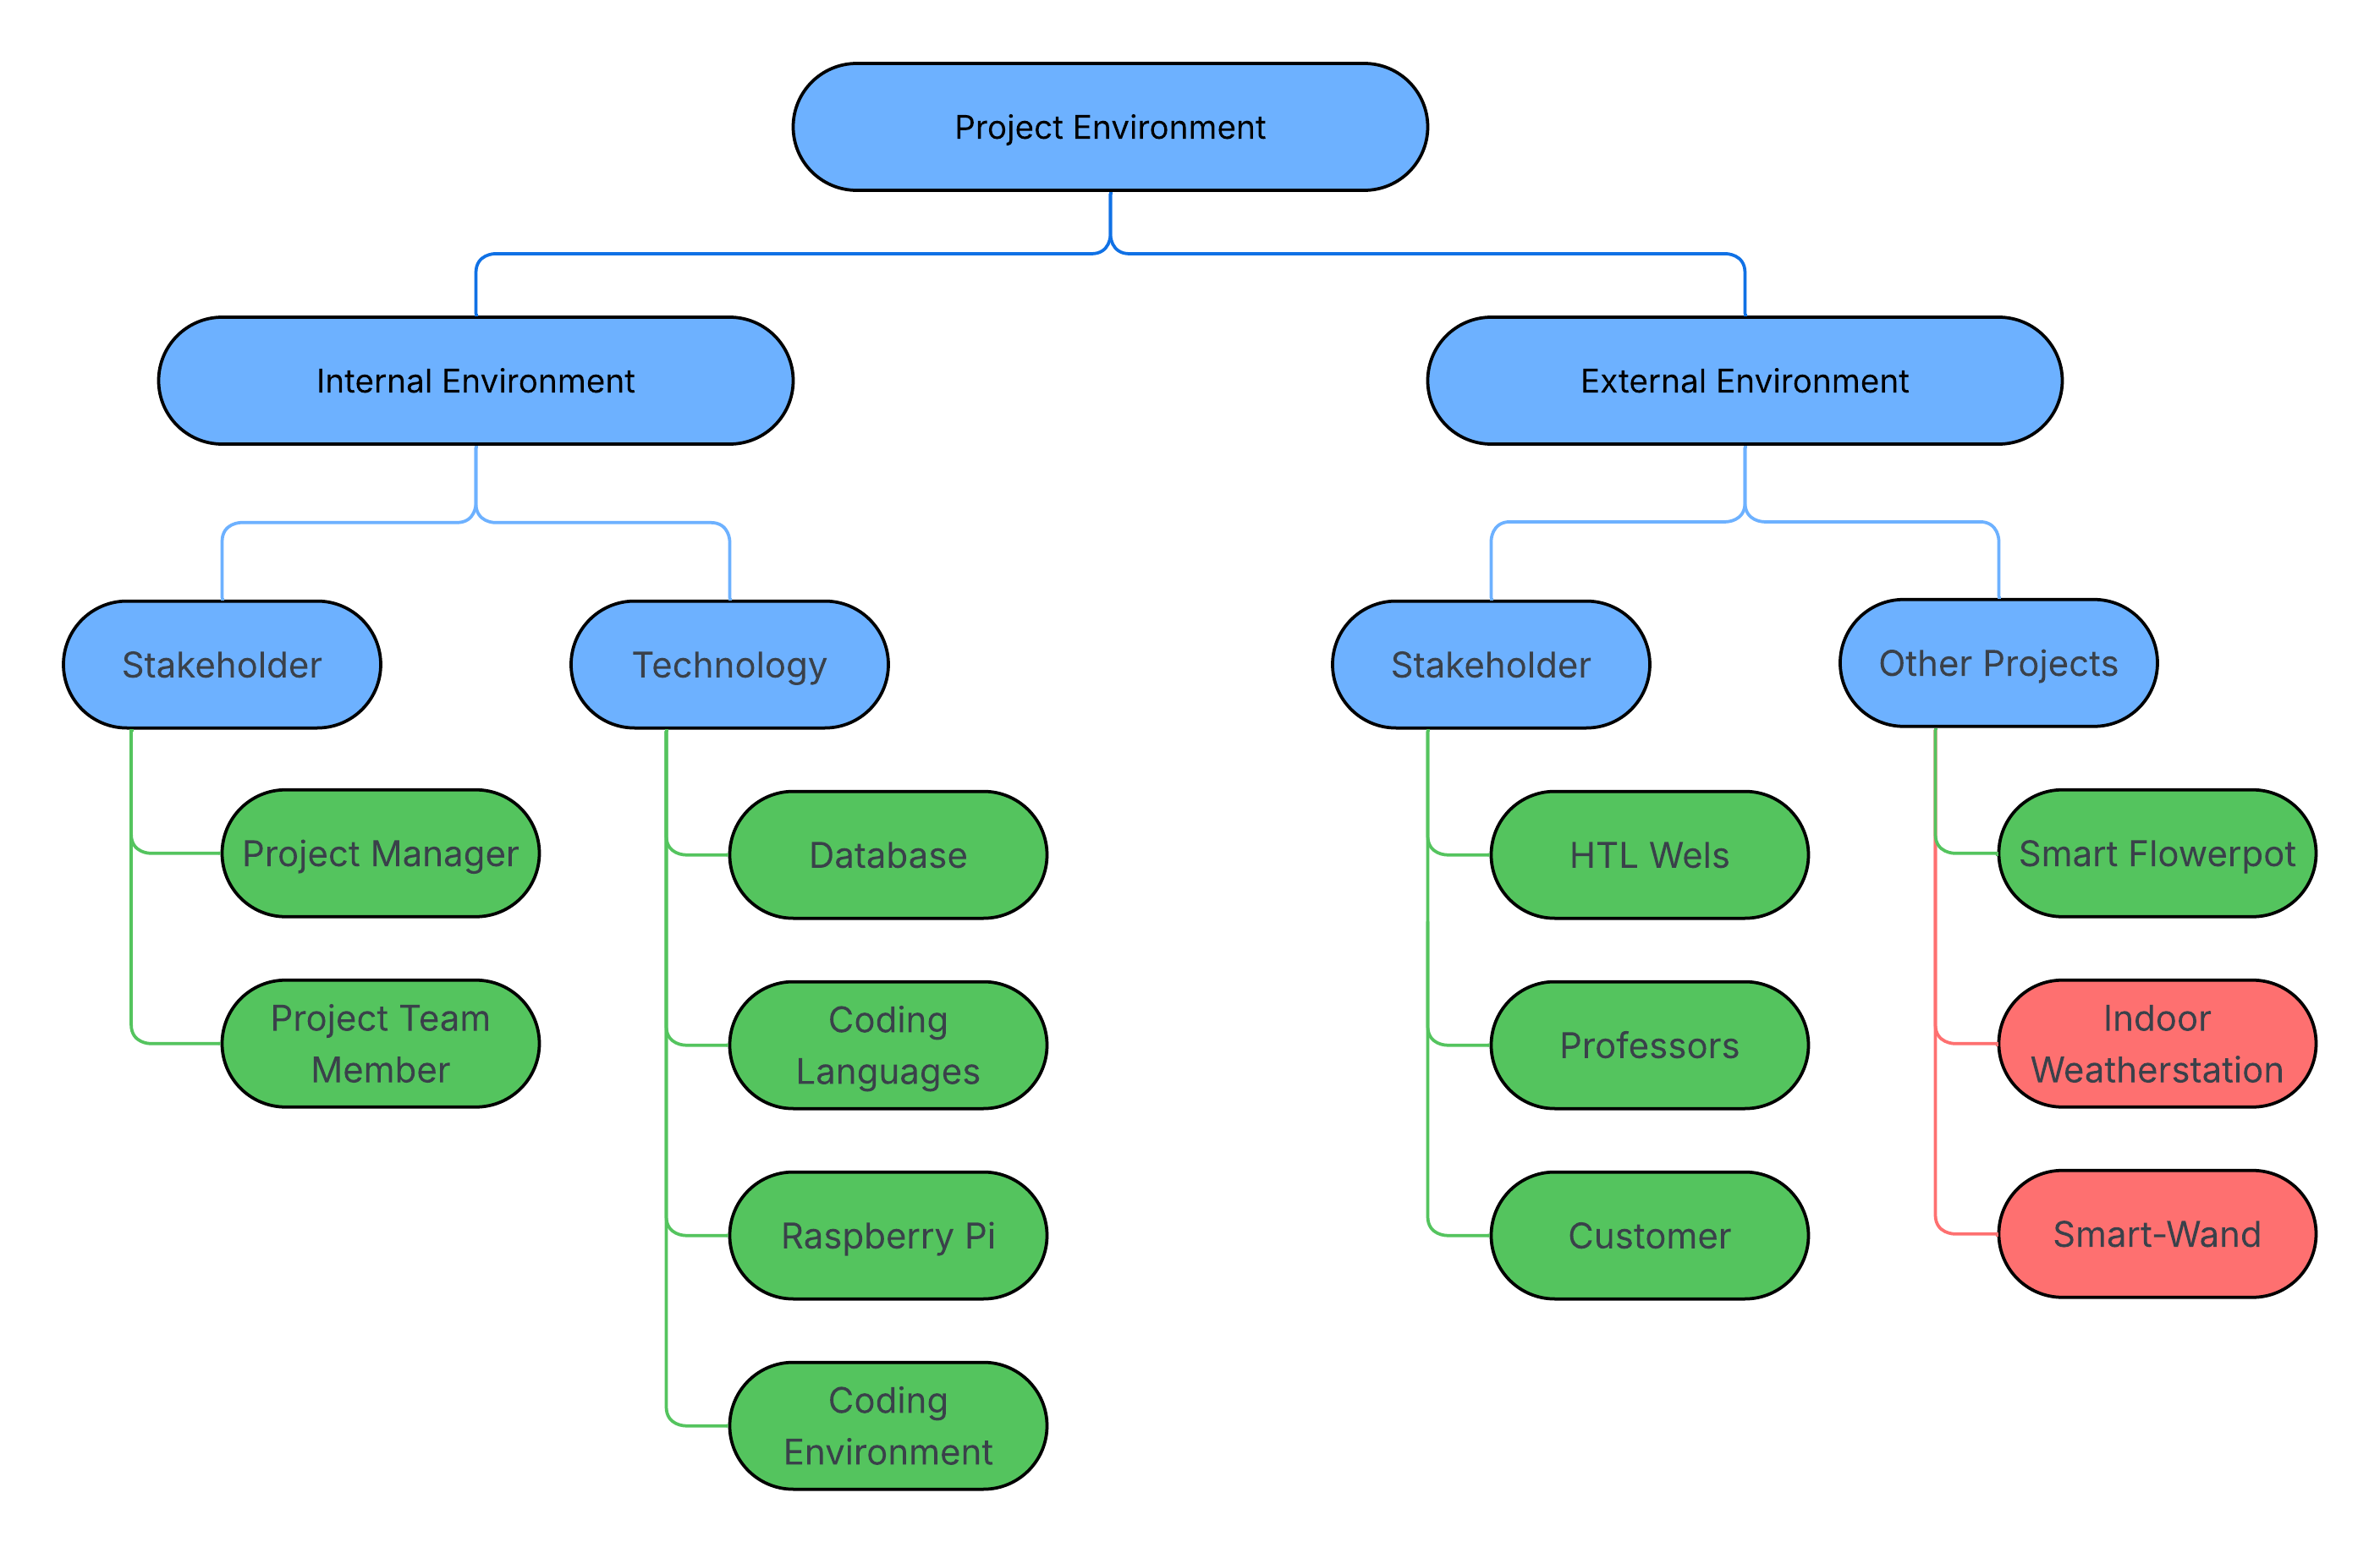 Project Environment
Internal Environment
External Environment
Stakeholder
Technology
Stakeholder
Other Projects
Project Manager
Database
HTL Wels
Smart Flowerpot
Project Team
Member
Coding
Languages
Professors
Indoor
Weatherstation
Raspberry Pi
Customer
Smart-Wand
Coding
Environment